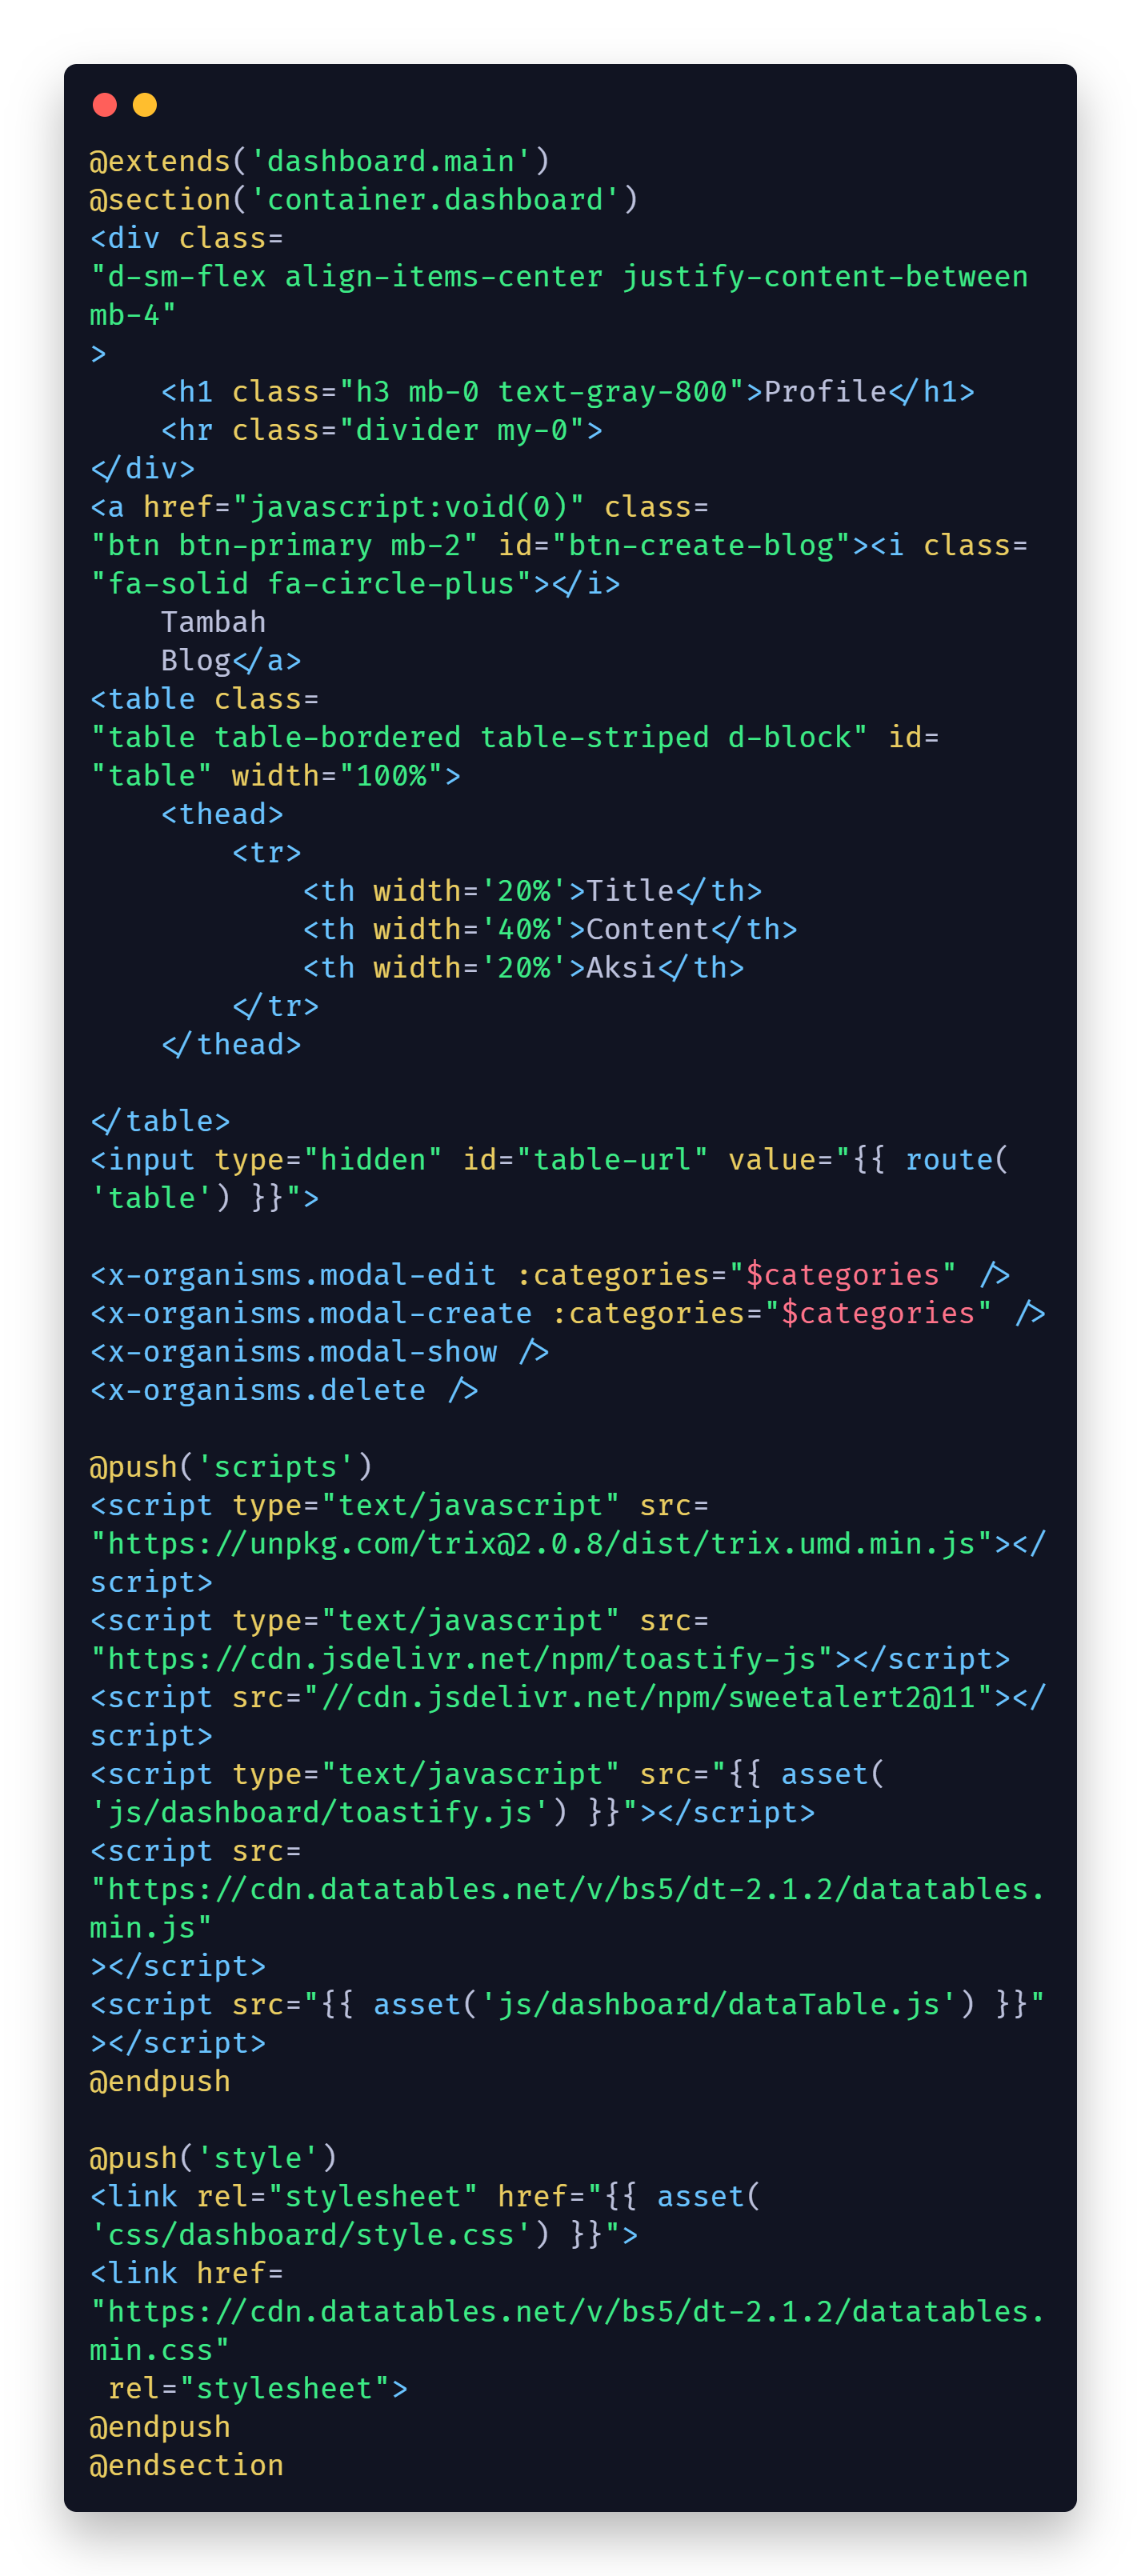 @extends('dashboard.main')
@section('container.dashboard')
<div class=
"d-sm-flex align-items-center justify-content-between
mb-4"
>
    <h1 class="h3 mb-0 text-gray-800">Profile</h1>
    <hr class="divider my-0">
</div>
<a href="javascript:void(0)" class=
"btn btn-primary mb-2" id="btn-create-blog"><i class=
"fa-solid fa-circle-plus"></i>
    Tambah
    Blog</a>
<table class=
"table table-bordered table-striped d-block" id=
"table" width="100%">
    <thead>
        <tr>
            <th width='20%'>Title</th>
            <th width='40%'>Content</th>
            <th width='20%'>Aksi</th>
        </tr>
    </thead>

</table>
<input type="hidden" id="table-url" value="{{ route(
'table') }}">

<x-organisms.modal-edit :categories="$categories" />
<x-organisms.modal-create :categories="$categories" />
<x-organisms.modal-show />
<x-organisms.delete />

@push('scripts')
<script type="text/javascript" src=
"https://unpkg.com/trix@2.0.8/dist/trix.umd.min.js"></
script>
<script type="text/javascript" src=
"https://cdn.jsdelivr.net/npm/toastify-js"></script>
<script src="//cdn.jsdelivr.net/npm/sweetalert2@11"></
script>
<script type="text/javascript" src="{{ asset(
'js/dashboard/toastify.js') }}"></script>
<script src=
"https://cdn.datatables.net/v/bs5/dt-2.1.2/datatables.
min.js"
></script>
<script src="{{ asset('js/dashboard/dataTable.js') }}"
></script>
@endpush

@push('style')
<link rel="stylesheet" href="{{ asset(
'css/dashboard/style.css') }}">
<link href=
"https://cdn.datatables.net/v/bs5/dt-2.1.2/datatables.
min.css"
 rel="stylesheet">
@endpush
@endsection